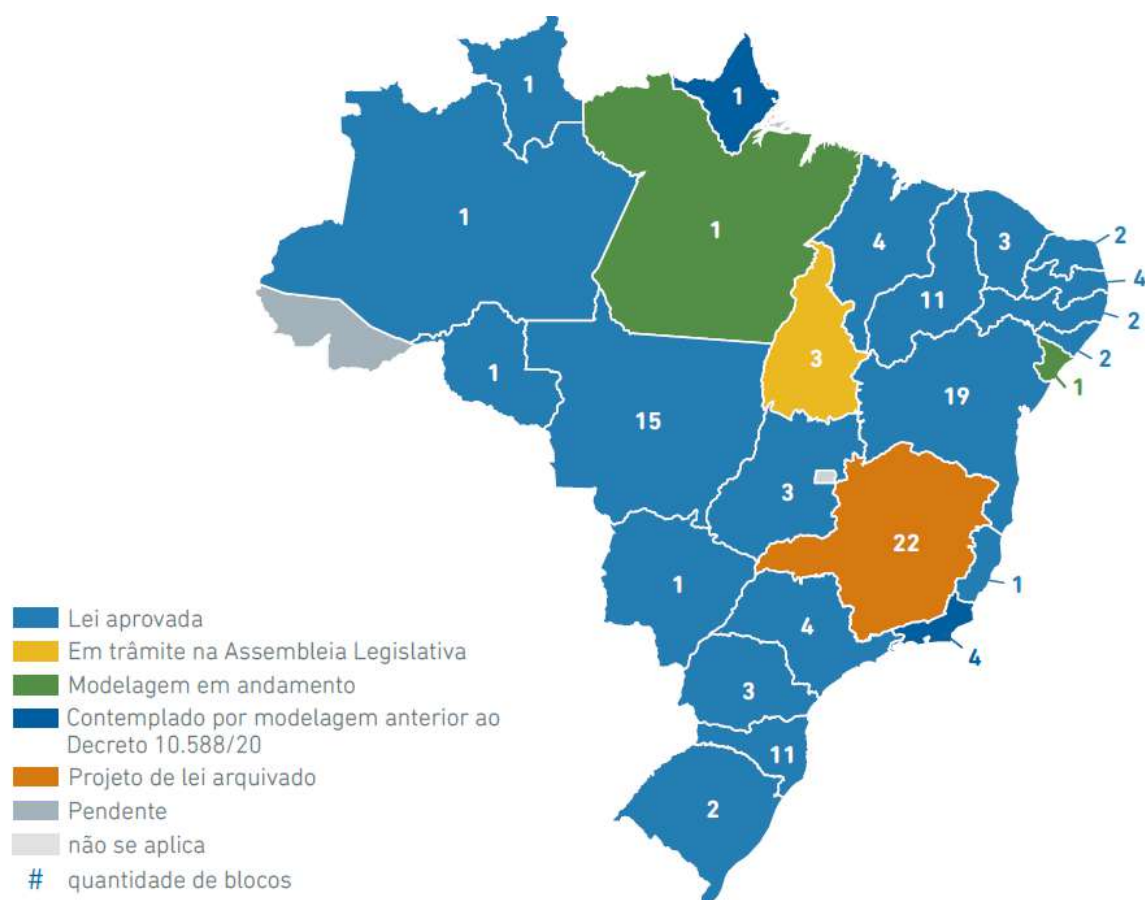 1
1
1
1
4
3
2
4
11
2
2
1
1
3
19
15
3
22
1
1
4
4
3
11
2
Lei aprovada
Em trâmite na Assembleia Legislativa
Modelagem em andamento
Contemplado por modelagem anterior ao
Decreto 10.588/20
Projeto de lei arquivado
Pendente
não se aplica
# quantidade de blocos